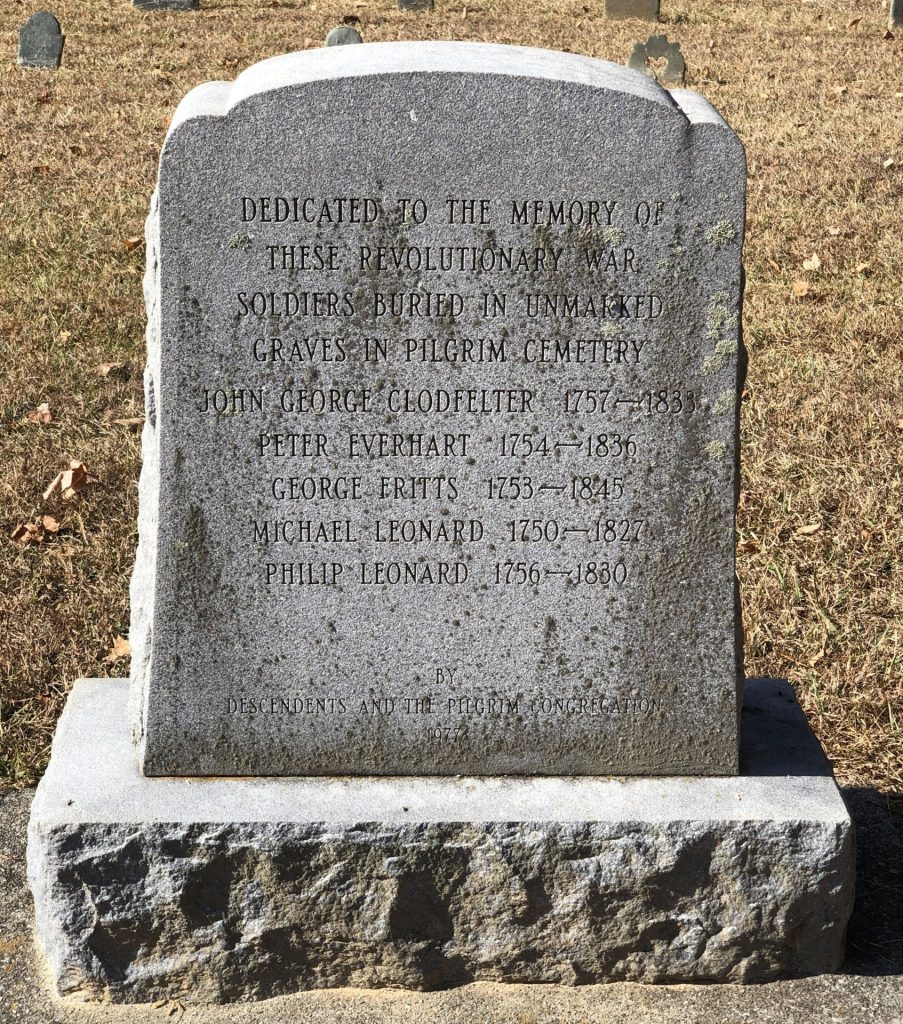 DEDICATED TO THE MEMORY OF
THESE REVOLUTIONARY WAR
SOLDIERS BURIED IN UNMARKED
GRAVES IN PILGRIM CEMETERY
JOHN GEORGE CLODFELTER 1757—1833
PETER EVERHART 1754—1836
GEORGE FRITTS 1753—1845
MICHAEL LEONARD 1750—1827
PHILIP LEONARD 1756—1830
BY
DESCENDENTS AND THE PILGRIM CONGREGATION
1977